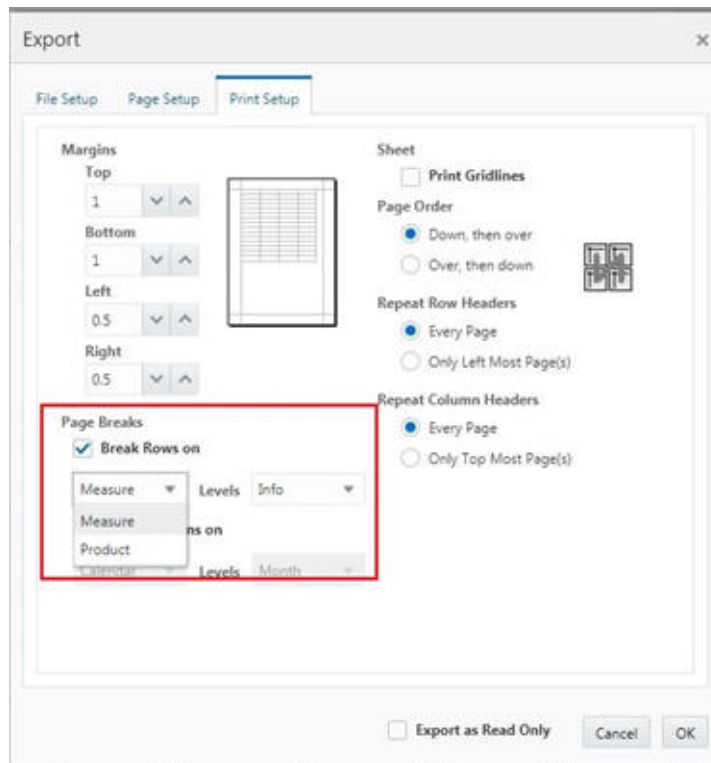 Export
File Setup Page Setup Print Setup
Margins
Top
1
Bottom
1
Left
0.5
Right
0.5
Page Breaks
Break Rows on
Measure Levels Info
Measure
Product
ns on
Calendar Levels Month
Sheet
Print Gridlines
Page Order
Down, then over
Over, then down
Repeat Row Headers
Every Page
Only Left Most Page(s)
Repeat Column Headers
Every Page
Only Top Most Page(s)
Export as Read Only Cancel OK